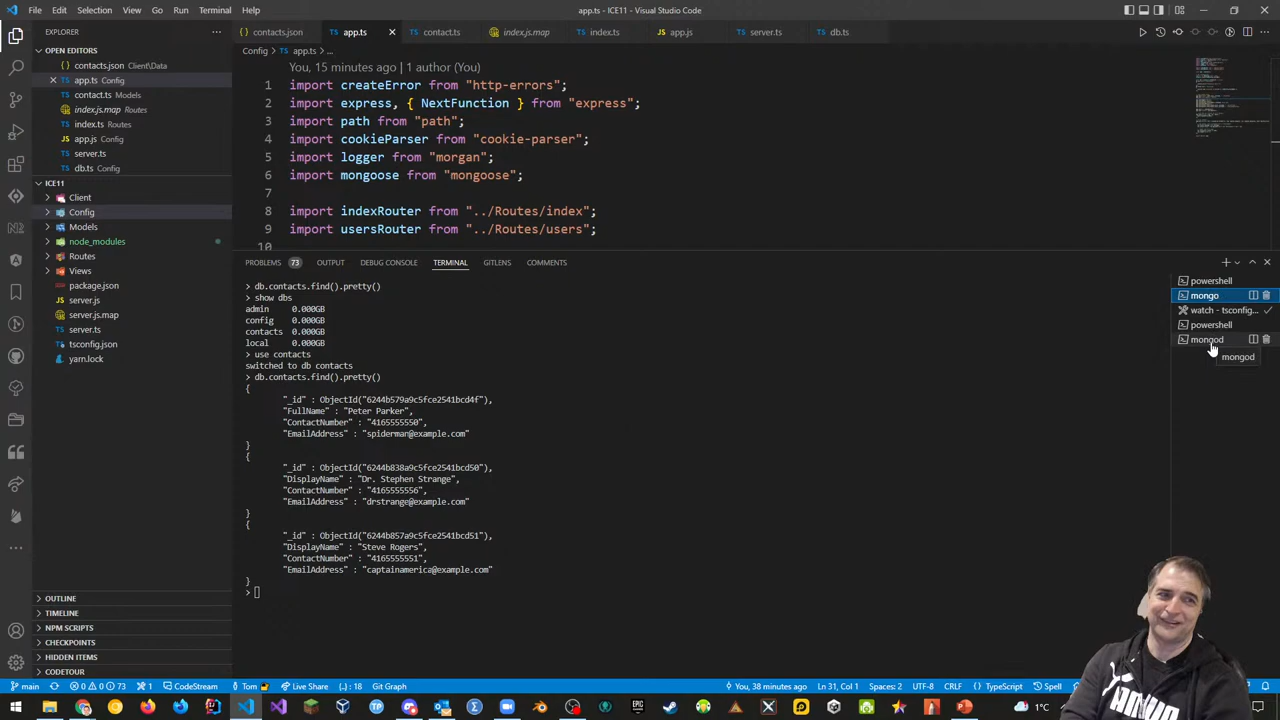 File Edit Selection View Go Run Terminal Help
app.ts - ICE11 - Visual Studio Code
EXPLORER
OPEN EDITORS
contacts.json Client\Data
app.ts Config
contact.ts Models
index.js.map Routes
index.ts Routes
app.js Config
server.ts
db.ts Config
ICE11
Client
Config
Models
node_modules
Routes
Views
package.json
server.js
server.js.map
server.ts
tsconfig.json
yarn.lock
OUTLINE
TIMELINE
NPM SCRIPTS
COMPONENTS
HIDDEN ITEMS
CODETOUR
contacts.json app.ts contact.ts index.js.map index.ts app.js server.ts db.ts
Config > app.ts > ...
You, 15 minutes ago | 1 author (You)
1 import createError from "http-errors";
2 import express, { NextFunction } from "express";
3 import path from "path";
4 import cookieParser from "cookie-parser";
5 import logger from "morgan";
6 import mongoose from "mongoose";
7
8 import indexRouter from "../Routes/index";
9 import usersRouter from "../Routes/users";
10
PROBLEMS 73 OUTPUT DEBUG CONSOLE TERMINAL GITLENS COMMENTS
> db.contacts.find().pretty()
> show dbs
admin 0.000GB
config 0.000GB
contacts 0.000GB
local 0.000GB
> use contacts
switched to db contacts
> db.contacts.find().pretty()
{
"_id" : ObjectId("6244b579a9c5fce2541bcd4f"),
"FullName" : "Peter Parker",
"ContactNumber" : "4165555550",
"EmailAddress" : "spiderman@example.com"
}
{
"_id" : ObjectId("6244b838a9c5fce2541bcd50"),
"DisplayName" : "Dr. Stephen Strange",
"ContactNumber" : "4165555556",
"EmailAddress" : "drstrange@example.com"
}
{
"_id" : ObjectId("6244b857a9c5fce2541bcd51"),
"DisplayName" : "Steve Rogers",
"ContactNumber" : "4165555551",
"EmailAddress" : "captainamerica@example.com"
}
>
powershell
mongo
watch - tsconfig...
powershell
mongod
mongod
main 0 0 73 1 CodeStream Tom Live Share {..} : 18 Git Graph You, 38 minutes ago Ln 31, Col 1 Spaces: 2 UTF-8 CRLF TypeScript Spell
1°C